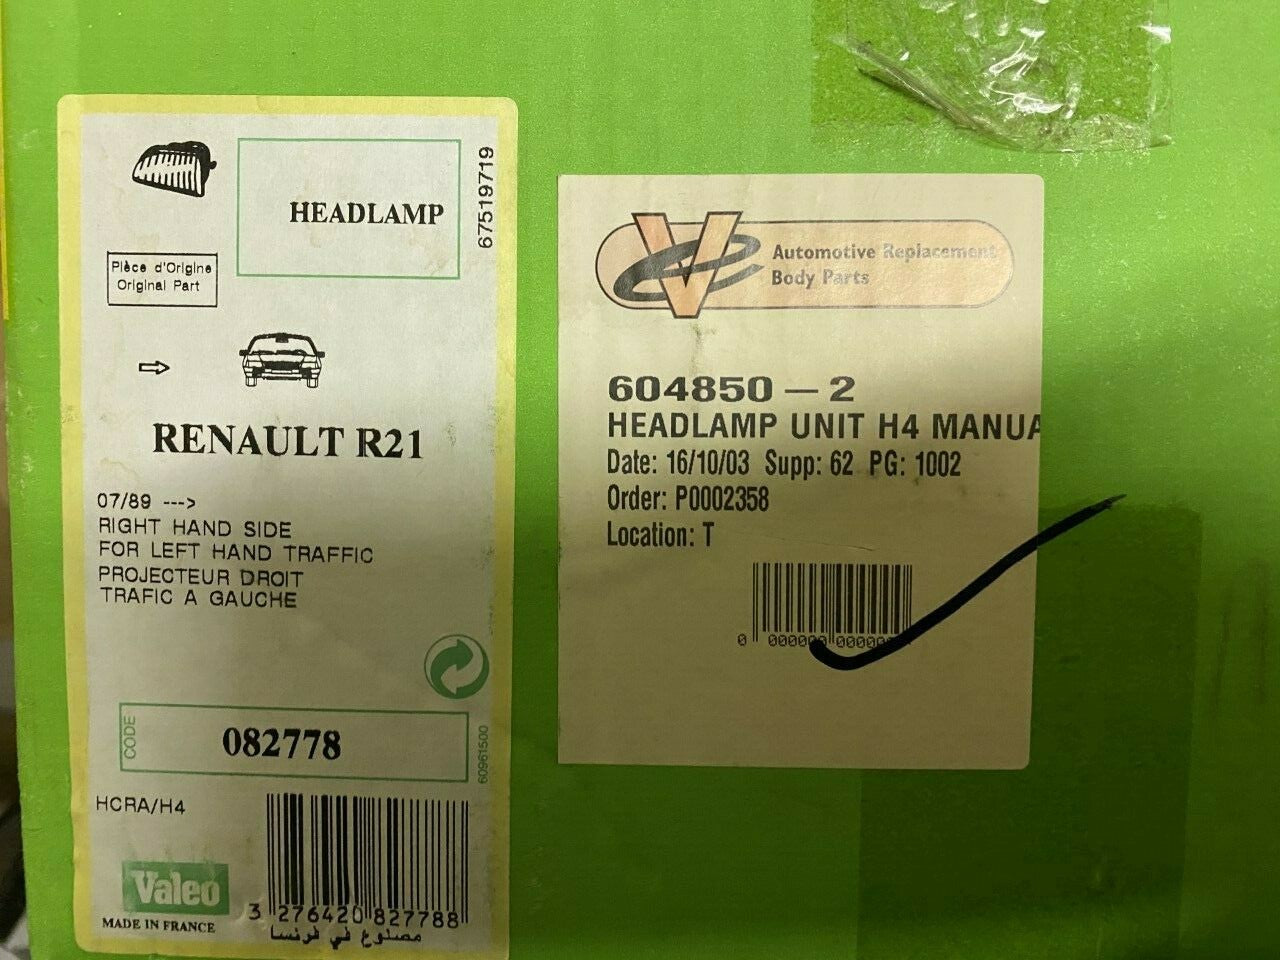 HEADLAMP
67519719
Pièce d'Origine
Original Part
RENAULT R21
07/89 --->
RIGHT HAND SIDE
FOR LEFT HAND TRAFFIC
PROJECTEUR DROIT
TRAFIC A GAUCHE
CODE
082778
60961500
HCRA/H4
Valeo
MADE IN FRANCE
3 276420 827788
مصنوع في فرنسا
Ve
Automotive Replacement
Body Parts
604850 – 2
HEADLAMP UNIT H4 MANUA
Date: 16/10/03 Supp: 62 PG: 1002
Order: P0002358
Location: T
0